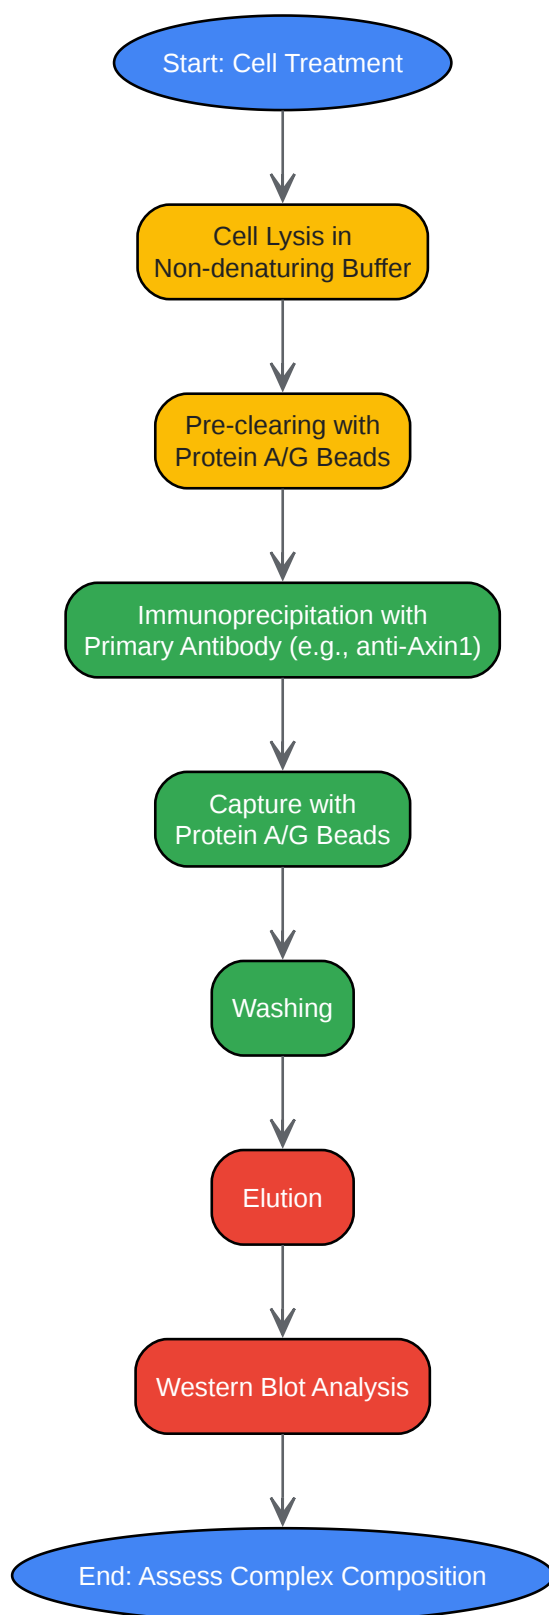 Start: Cell Treatment
Cell Lysis in
Non-denaturing Buffer
Pre-clearing with
Protein A/G Beads
Immunoprecipitation with
Primary Antibody (e.g., anti-Axin1)
Capture with
Protein A/G Beads
Washing
Elution
Western Blot Analysis
End: Assess Complex Composition